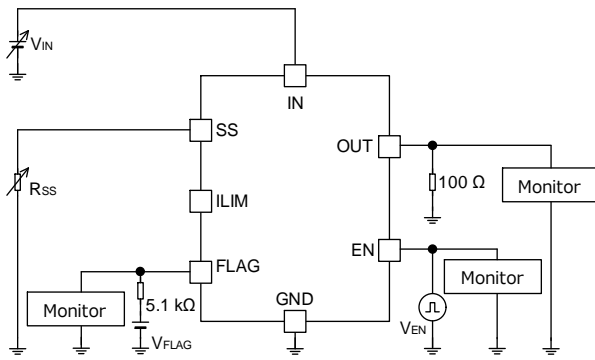 VIN
IN
SS
OUT
RSS
ILIM
100 Ω
Monitor
FLAG
EN
Monitor
5.1 kΩ
Monitor
GND
VFLAG
VEN